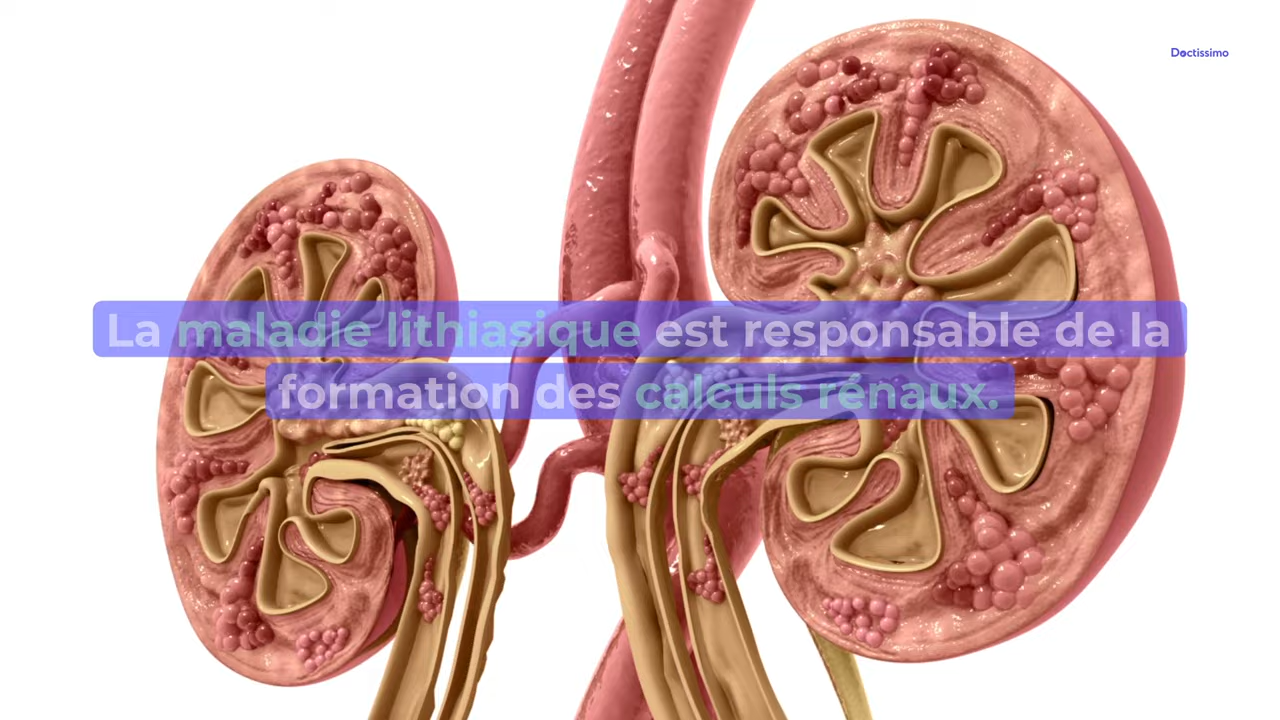 Doctissimo
La maladie lithiasique est responsable de la
formation des calculs rénaux.